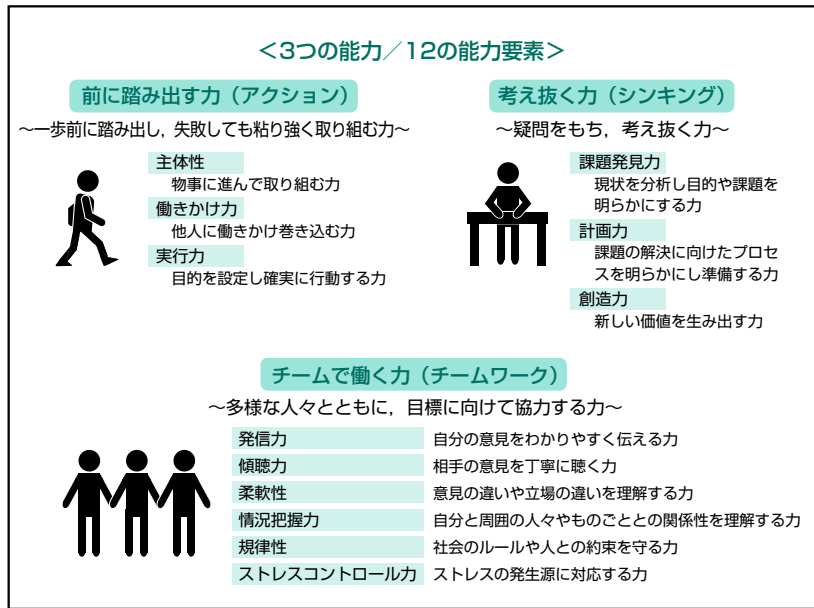 ＜3つの能力／12の能力要素＞
前に踏み出す力（アクション）
～一歩前に踏み出し，失敗しても粘り強く取り組む力～
主体性
物事に進んで取り組む力
働きかけ力
他人に働きかけ巻き込む力
実行力
目的を設定し確実に行動する力
考え抜く力（シンキング）
～疑問をもち，考え抜く力～
課題発見力
現状を分析し目的や課題を
明らかにする力
計画力
課題の解決に向けたプロセ
スを明らかにし準備する力
創造力
新しい価値を生み出す力
チームで働く力（チームワーク）
～多様な人々とともに，目標に向けて協力する力～
発信力 自分の意見をわかりやすく伝える力
傾聴力 相手の意見を丁寧に聴く力
柔軟性 意見の違いや立場の違いを理解する力
情況把握力 自分と周囲の人々やものごととの関係性を理解する力
規律性 社会のルールや人との約束を守る力
ストレスコントロール力 ストレスの発生源に対応する力